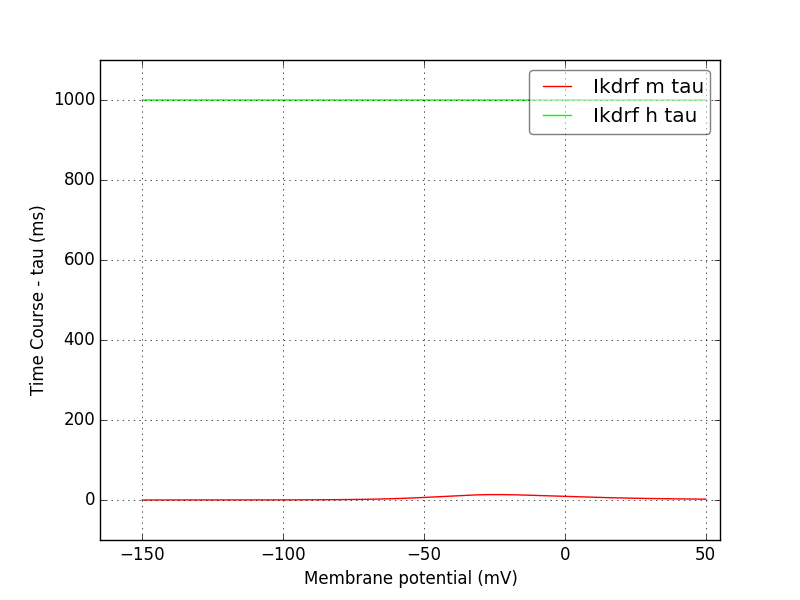 Ikdrf m tau
Ikdrf h tau
1000
800
600
400
200
0
Time Course - tau (ms)
−150
−100
−50
0
50
Membrane potential (mV)